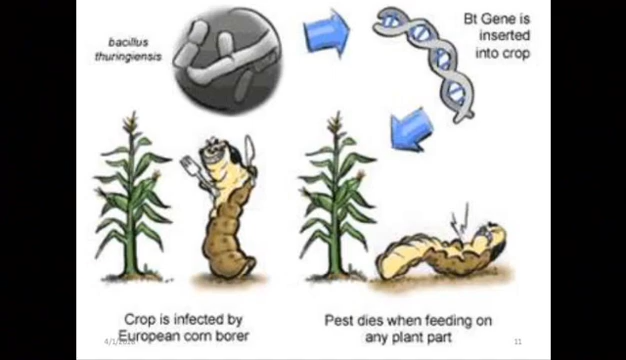 bacillus
thuringiensis
Bt Gene is
inserted
into crop
Crop is infected by
European corn borer
Pest dies when feeding on
any plant part
11